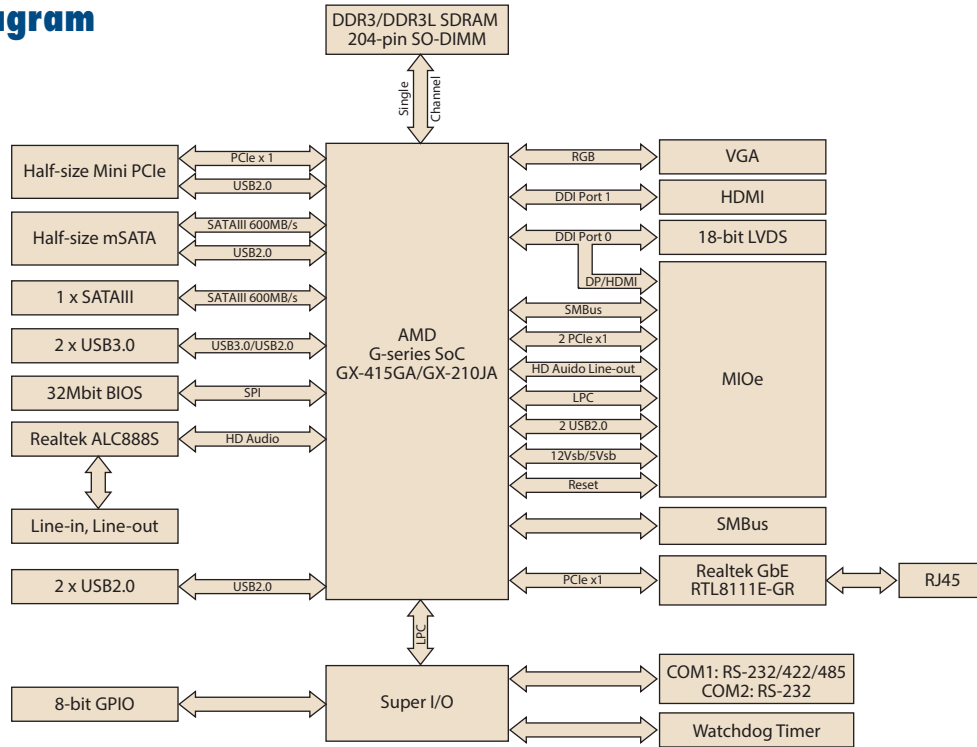 agram
DDR3/DDR3L SDRAM
204-pin SO-DIMM
Single
Channel
Half-size Mini PCIe
PCIe x 1
USB2.0
Half-size mSATA
SATAIII 600MB/s
USB2.0
1 x SATAIII
SATAIII 600MB/s
2 x USB3.0
USB3.0/USB2.0
32Mbit BIOS
SPI
Realtek ALC888S
HD Audio
Line-in, Line-out
2 x USB2.0
USB2.0
AMD
G-series SoC
GX-415GA/GX-210JA
RGB
VGA
DDI Port 1
HDMI
DDI Port 0
18-bit LVDS
DP/HDMI
SMBus
2 PCIe x1
HD Auido Line-out
LPC
2 USB2.0
12Vsb/5Vsb
Reset
MIOe
SMBus
PCIe x1
Realtek GbE
RTL8111E-GR
RJ45
LPC
8-bit GPIO
Super I/O
COM1: RS-232/422/485
COM2: RS-232
Watchdog Timer